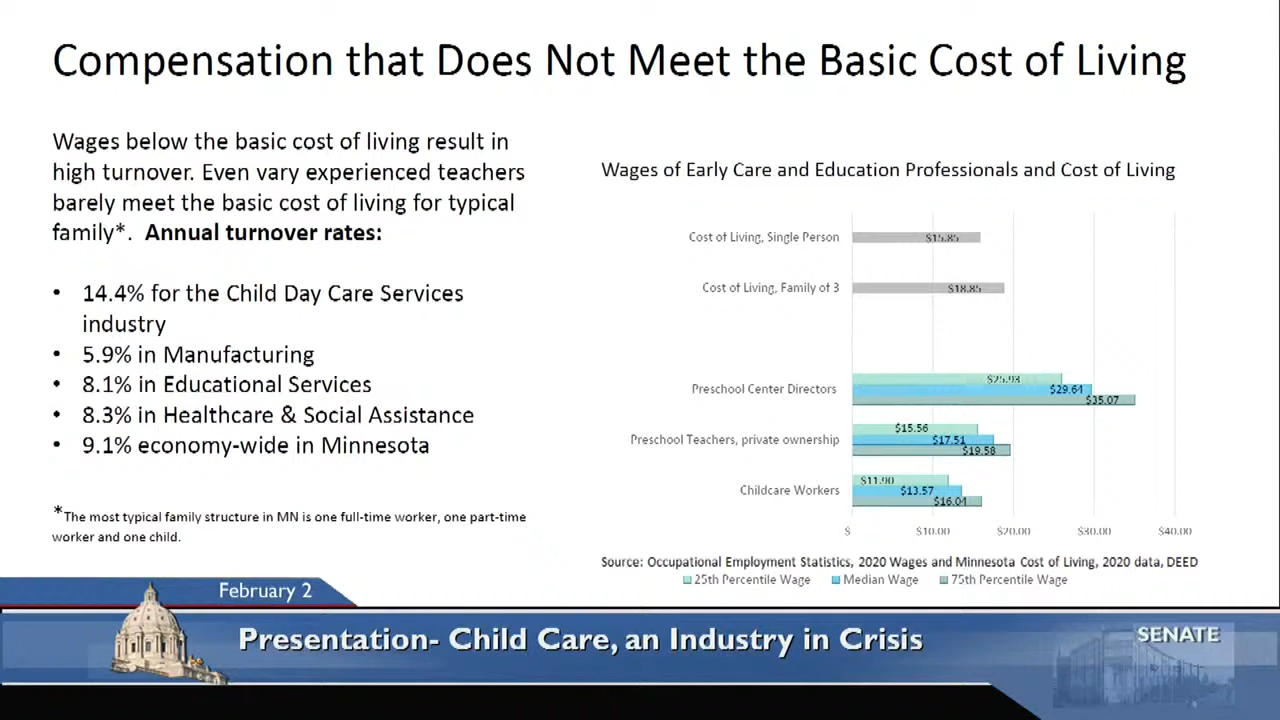 Compensation that Does Not Meet the Basic Cost of Living
Wages below the basic cost of living result in
high turnover. Even vary experienced teachers
barely meet the basic cost of living for typical
family*. Annual turnover rates:
• 14.4% for the Child Day Care Services
industry
• 5.9% in Manufacturing
• 8.1% in Educational Services
• 8.3% in Healthcare & Social Assistance
• 9.1% economy-wide in Minnesota
*The most typical family structure in MN is one full-time worker, one part-time
worker and one child.
Wages of Early Care and Education Professionals and Cost of Living
Cost of Living, Single Person
$15.85
Cost of Living, Family of 3
$18.85
Preschool Center Directors
$25.93
$29.64
$35.07
Preschool Teachers, private ownership
$15.56
$17.51
$19.58
Childcare Workers
$11.90
$13.57
$16.04
$ $10.00 $20.00 $30.00 $40.00
Source: Occupational Employment Statistics, 2020 Wages and Minnesota Cost of Living, 2020 data, DEED
25th Percentile Wage Median Wage 75th Percentile Wage
February 2
Presentation- Child Care, an Industry in Crisis
SENATE